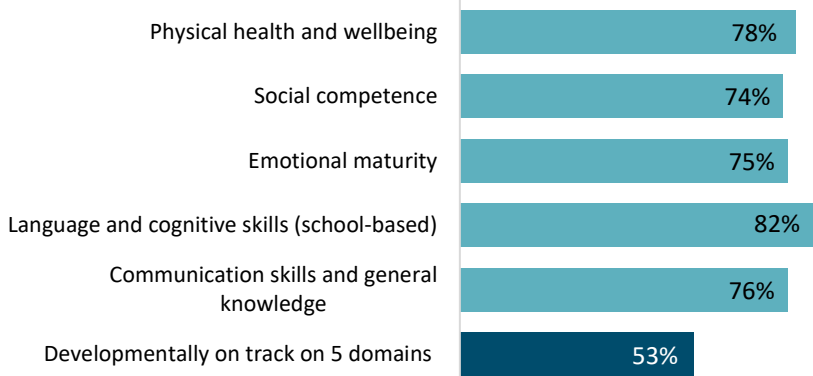 Physical health and wellbeing 78%
Social competence 74%
Emotional maturity 75%
Language and cognitive skills (school-based) 82%
Communication skills and general
knowledge 76%
Developmentally on track on 5 domains 53%